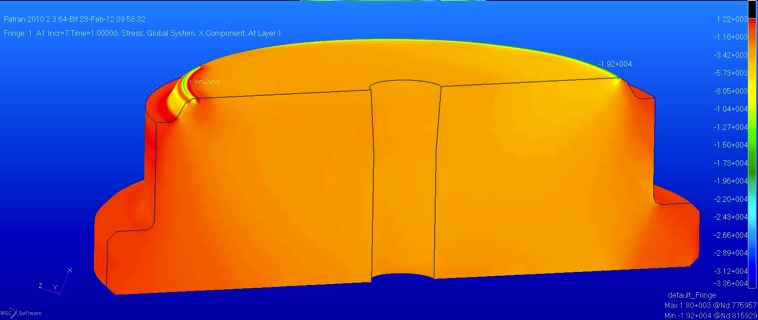 Patran 2010.2.3 64-Bit 23-Feb-12 09:58:32
Fringe: 1, A1:Incr=7,Time=1.00000, Stress, Global System, X Component, At Layer 1
-1.92+004
1.22+003
-1.10+003
-3.42+003
-5.73+003
-8.05+003
-1.04+004
-1.27+004
-1.50+004
-1.73+004
-1.96+004
-2.20+004
-2.43+004
-2.66+004
-2.89+004
-3.12+004
-3.36+004
default_Fringe :
Max 1.80+003 @Nd 775957
Min -1.92+004 @Nd 815929
X
Z
Y
MSC Software